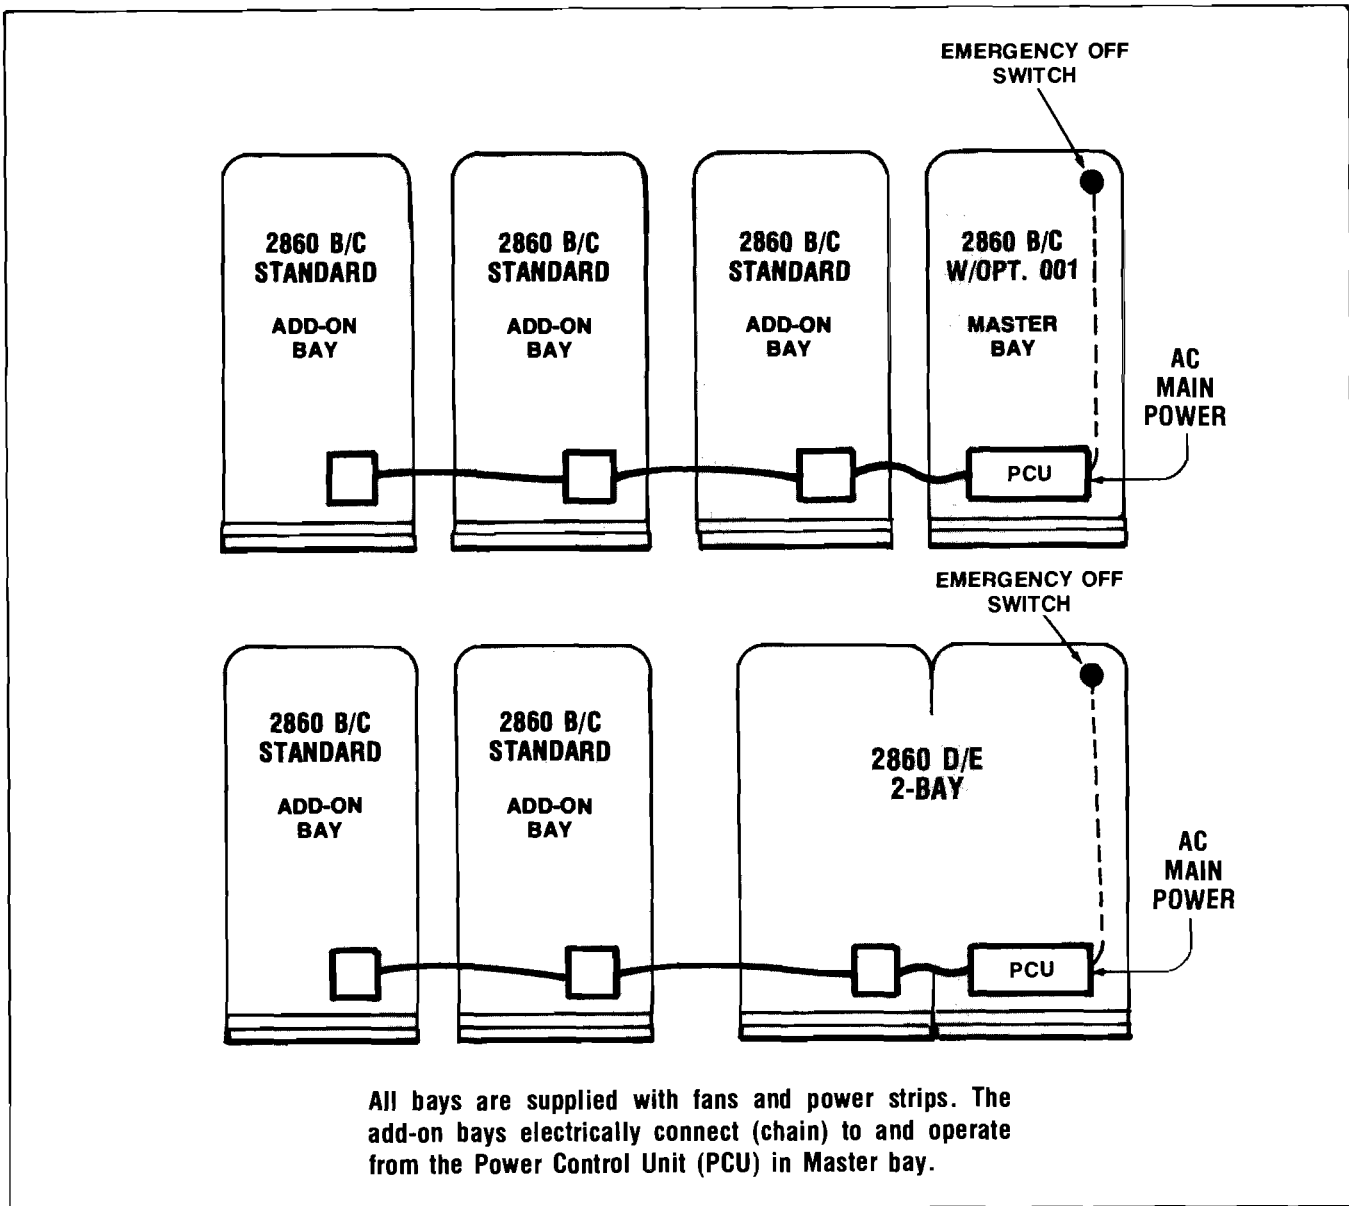 EMERGENCY OFF
SWITCH
2860 B/C
STANDARD
ADD-ON
BAY
2860 B/C
STANDARD
ADD-ON
BAY
2860 B/C
STANDARD
ADD-ON
BAY
2860 B/C
W/OPT. 001
MASTER
BAY
AC
MAIN
POWER
PCU
EMERGENCY OFF
SWITCH
2860 B/C
STANDARD
ADD-ON
BAY
2860 B/C
STANDARD
ADD-ON
BAY
2860 D/E
2-BAY
AC
MAIN
POWER
PCU
All bays are supplied with fans and power strips. The
add-on bays electrically connect (chain) to and operate
from the Power Control Unit (PCU) in Master bay.